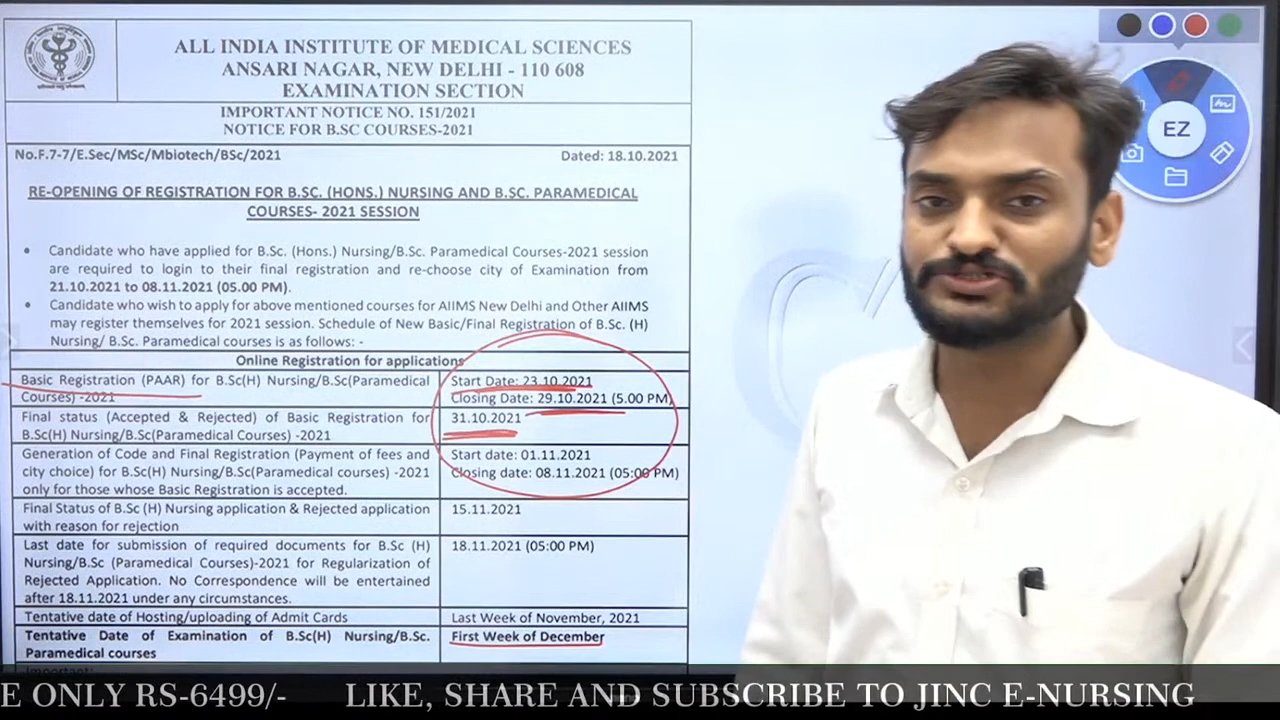 ALL INDIA INSTITUTE OF MEDICAL SCIENCES
ANSARI NAGAR, NEW DELHI - 110 608
EXAMINATION SECTION
IMPORTANT NOTICE NO. 151/2021
NOTICE FOR B.SC COURSES-2021
No.F.7-7/E.Sec/MSc/Mbiotech/BSc/2021 Dated: 18.10.2021
RE-OPENING OF REGISTRATION FOR B.SC. (HONS.) NURSING AND B.SC. PARAMEDICAL
COURSES- 2021 SESSION
• Candidate who have applied for B.Sc. (Hons.) Nursing/B.Sc. Paramedical Courses-2021 session
are required to login to their final registration and re-choose city of Examination from
21.10.2021 to 08.11.2021 (05.00 PM).
• Candidate who wish to apply for above mentioned courses for AIIMS New Delhi and Other AIIMS
may register themselves for 2021 session. Schedule of New Basic/Final Registration of B.Sc. (H)
Nursing/ B.Sc. Paramedical courses is as follows: -
Online Registration for applications
Basic Registration (PAAR) for B.Sc(H) Nursing/B.Sc(Paramedical
Courses) -2021
Start Date: 23.10.2021
Closing Date: 29.10.2021 (5.00 PM)
Final status (Accepted & Rejected) of Basic Registration for
B.Sc(H) Nursing/B.Sc(Paramedical Courses) -2021
31.10.2021
Generation of Code and Final Registration (Payment of fees and
city choice) for B.Sc(H) Nursing/B.Sc(Paramedical courses) -2021
only for those whose Basic Registration is accepted.
Start date: 01.11.2021
Closing date: 08.11.2021 (05:00 PM)
Final Status of B.Sc (H) Nursing application & Rejected application
with reason for rejection
15.11.2021
Last date for submission of required documents for B.Sc (H)
Nursing/B.Sc (Paramedical Courses)-2021 for Regularization of
Rejected Application. No Correspondence will be entertained
after 18.11.2021 under any circumstances.
18.11.2021 (05:00 PM)
Tentative date of Hosting/uploading of Admit Cards
Last Week of November, 2021
Tentative Date of Examination of B.Sc(H) Nursing/B.Sc.
Paramedical courses
First Week of December
EZ
E ONLY RS-6499/- LIKE, SHARE AND SUBSCRIBE TO JINC E-NURSING